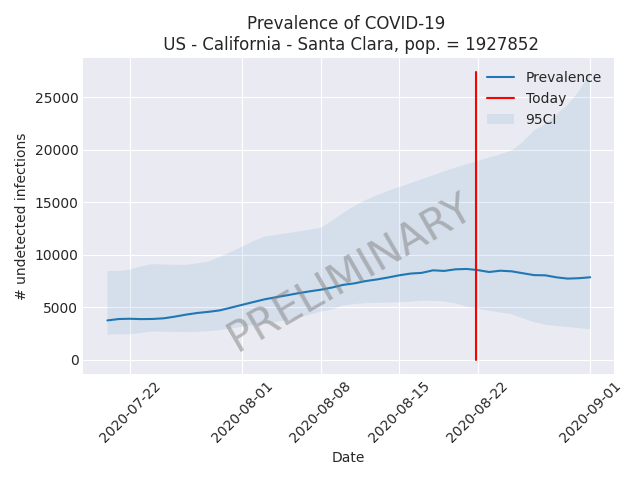 Prevalence of COVID-19
US - California - Santa Clara, pop. = 1927852
Prevalence
Today
95CI
# undetected infections
25000
20000
15000
10000
5000
0
PRELIMINARY
2020-07-22
2020-08-01
2020-08-08
2020-08-15
2020-08-22
2020-09-01
Date